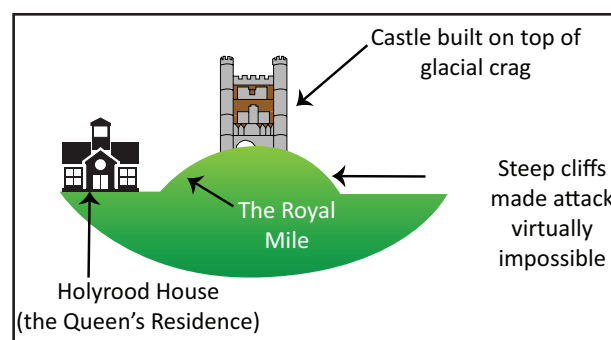 Castle built on top of
glacial crag
Steep cliffs
made attack
virtually
impossible
The Royal
Mile
Holyrood House
(the Queen’s Residence)